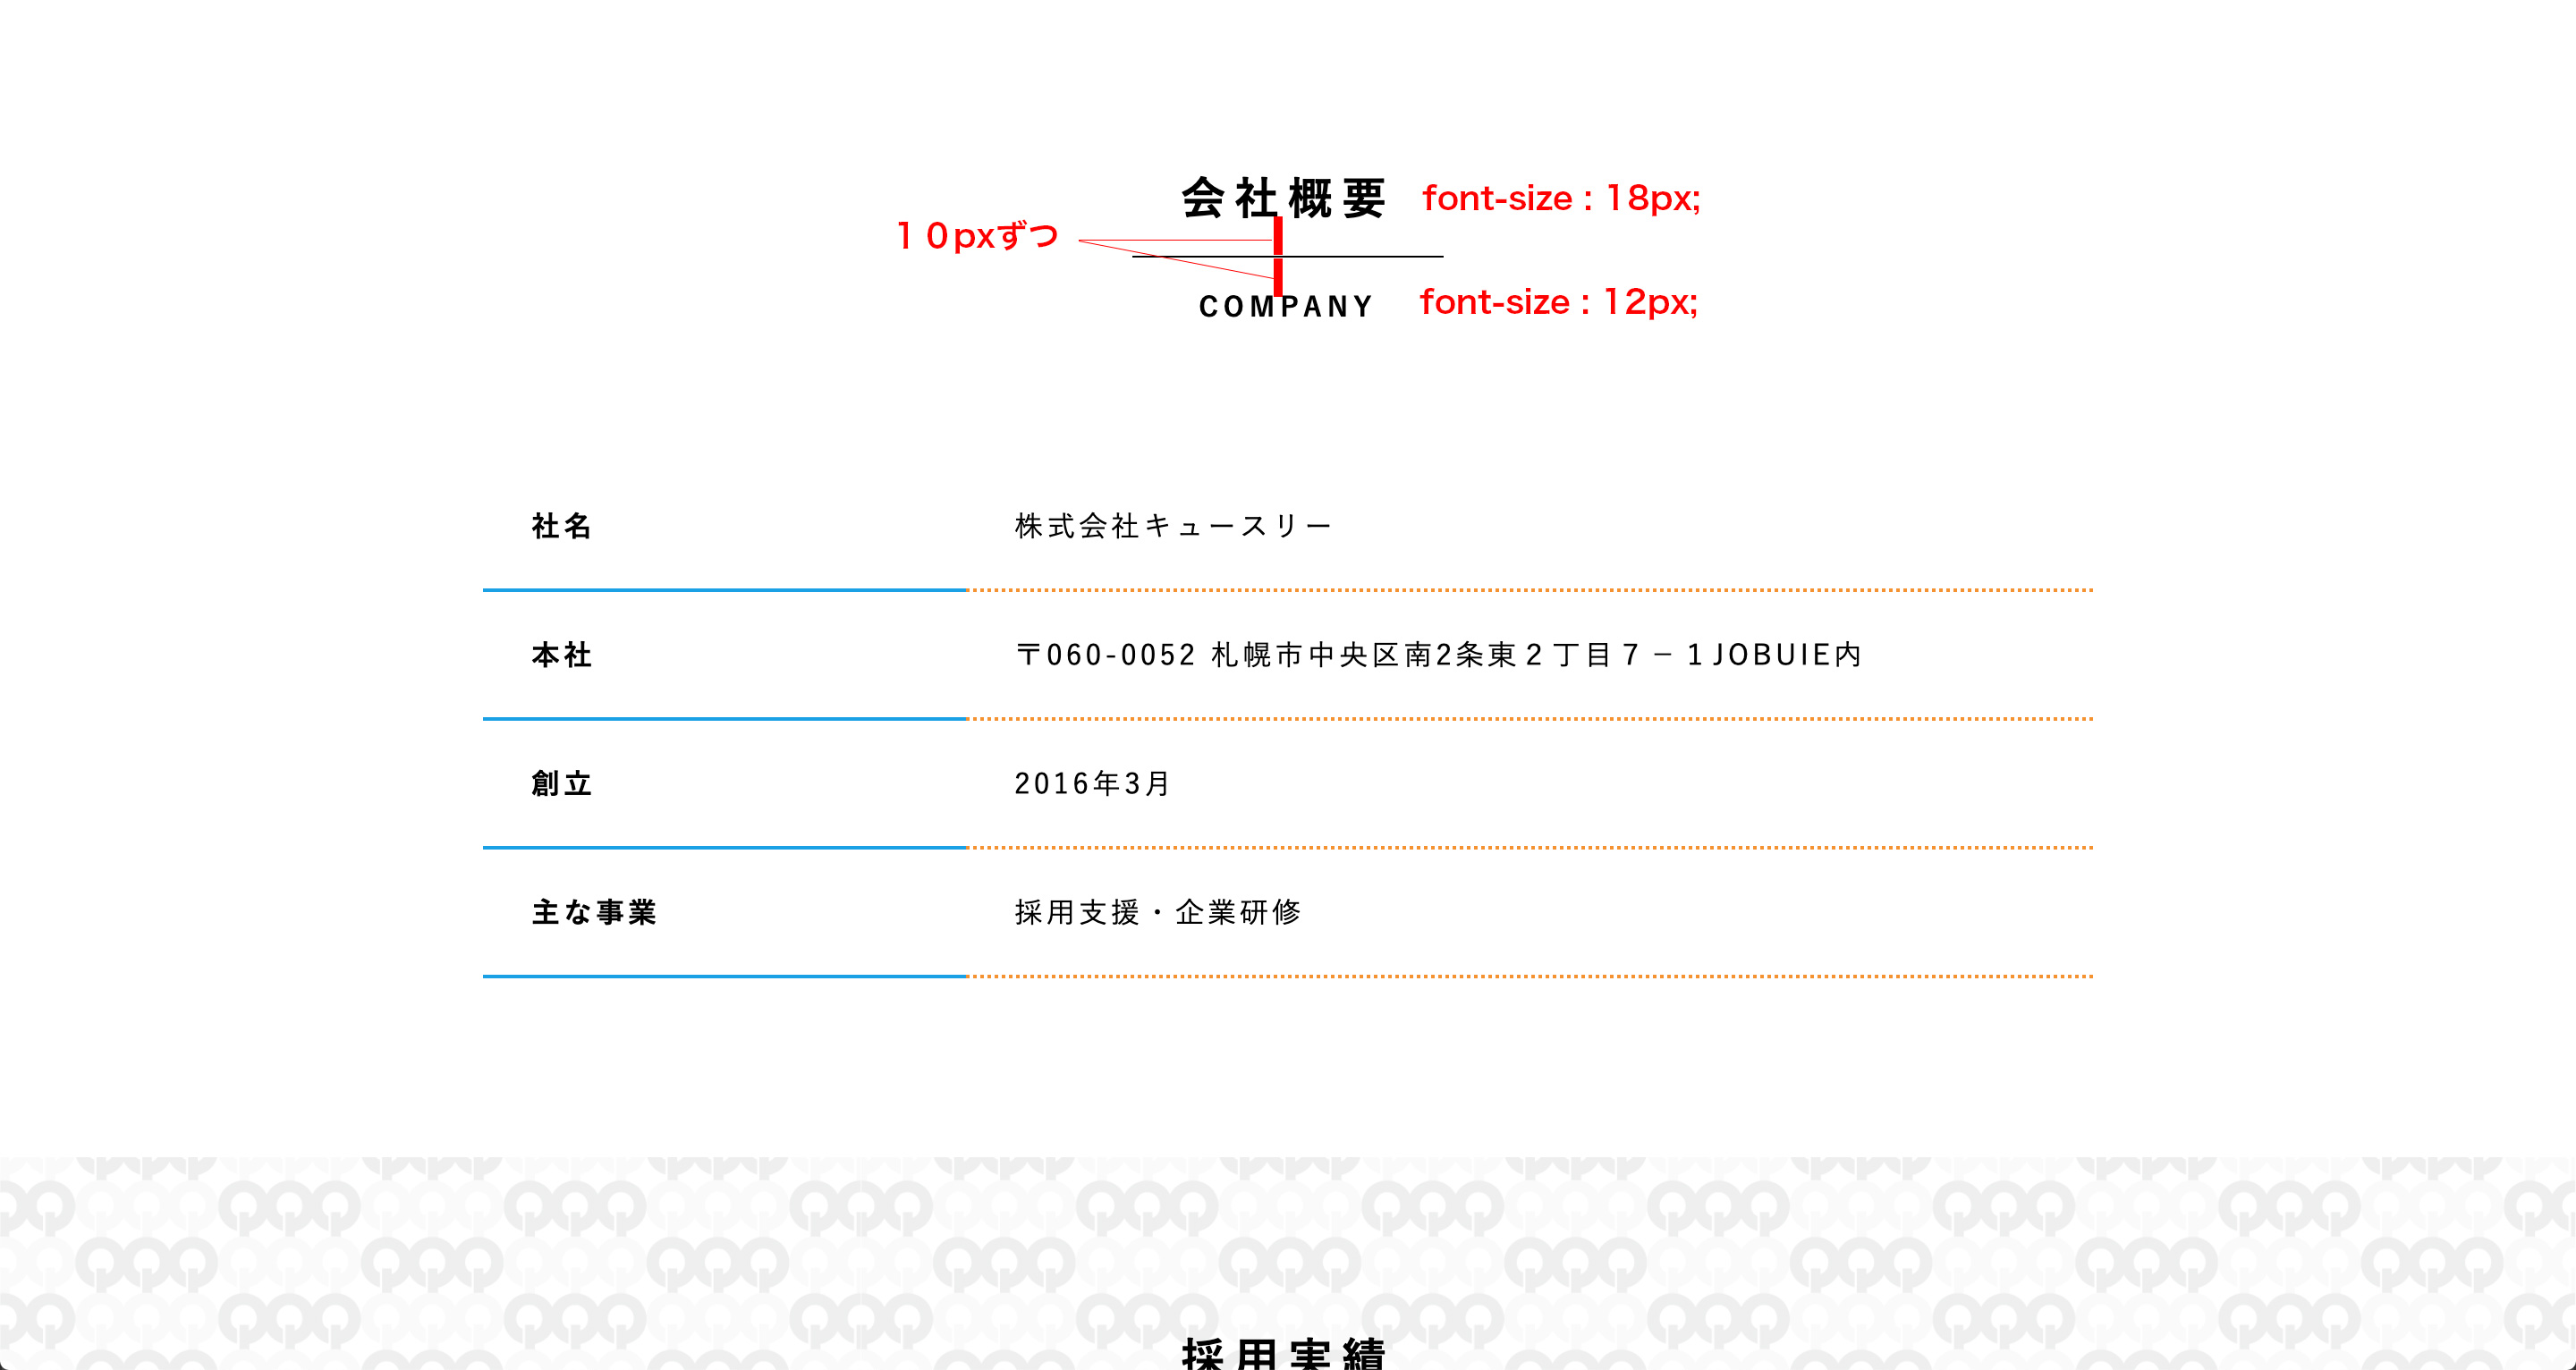 会社概要 font-size : 18px;
１０pxずつ
COMPANY font-size : 12px;
社名 株式会社キュースリー
本社 〒060-0052 札幌市中央区南2条東２丁目７−１JOBUIE内
創立 2016年3月
主な事業 採用支援・企業研修
採用実績